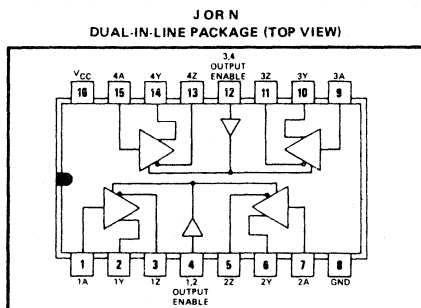 J OR N
DUAL-IN-LINE PACKAGE (TOP VIEW)
3,4
OUTPUT
ENABLE
VCC 4A 4Y 4Z 3Z 3Y 3A
16 15 14 13 12 11 10 9
1 2 3 4 5 6 7 8
1A 1Y 1Z 1,2 2Z 2Y 2A GND
OUTPUT
ENABLE